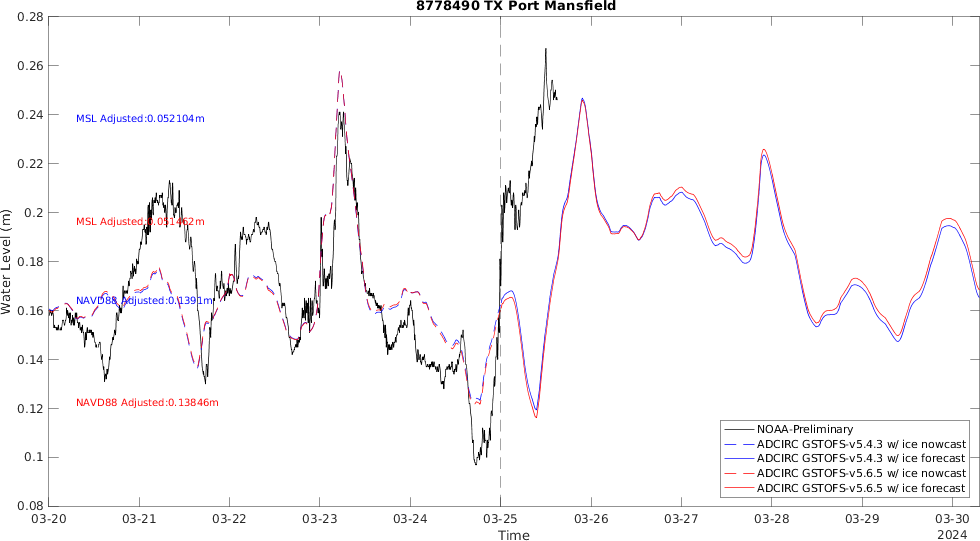 8778490 TX Port Mansfield
0.28
0.26
0.24
0.22
0.2
0.18
0.16
0.14
0.12
0.1
0.08
Water Level (m)
MSL Adjusted:0.052104m
MSL Adjusted:0.051462m
NAVD88 Adjusted:0.1391m
NAVD88 Adjusted:0.13846m
NOAA-Preliminary
ADCIRC GSTOFS-v5.4.3 w/ ice nowcast
ADCIRC GSTOFS-v5.4.3 w/ ice forecast
ADCIRC GSTOFS-v5.6.5 w/ ice nowcast
ADCIRC GSTOFS-v5.6.5 w/ ice forecast
03-20 03-21 03-22 03-23 03-24 03-25 03-26 03-27 03-28 03-29 03-30
Time
2024